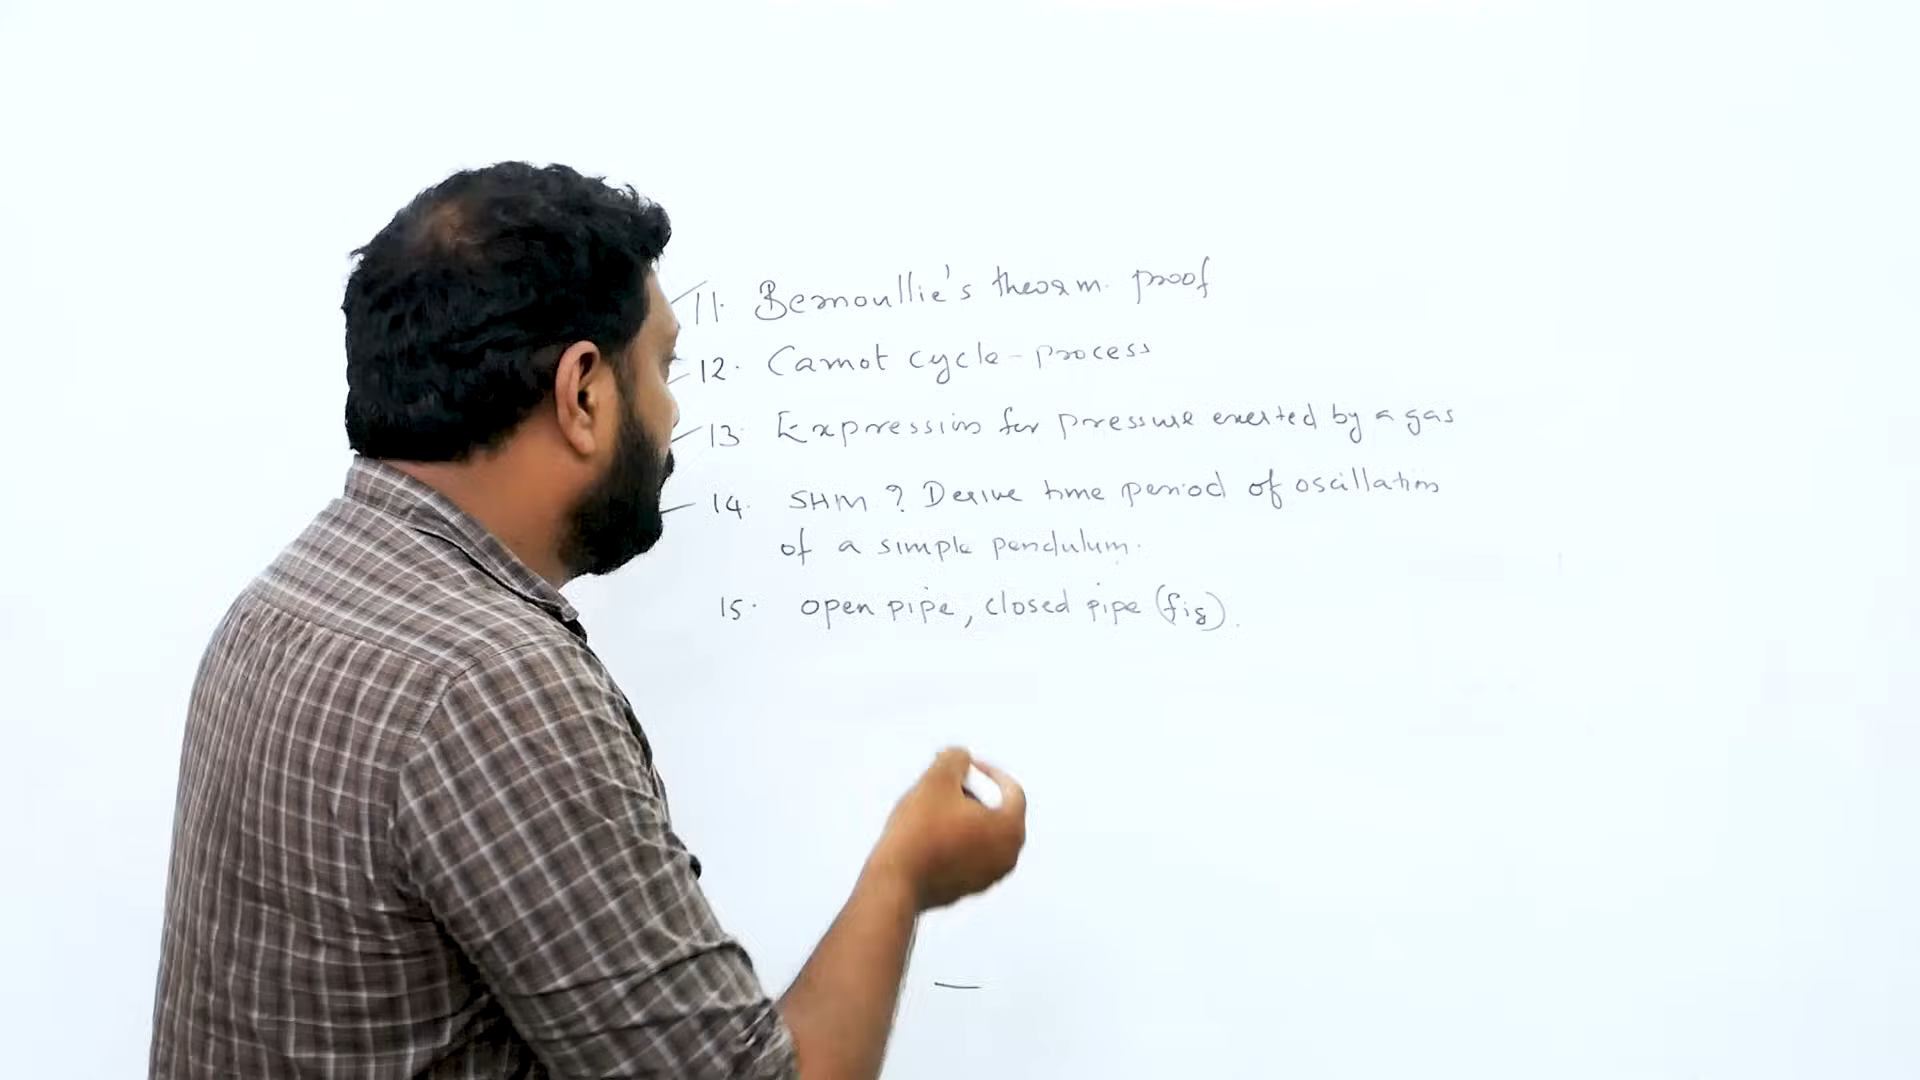 11. Bernoullie's theorm. proof
12. Carnot cycle - process
13. Expression for pressure exerted by a gas
14. SHM ? Derive time period of oscillation
of a simple pendulum.
15. open pipe, closed pipe (fig).